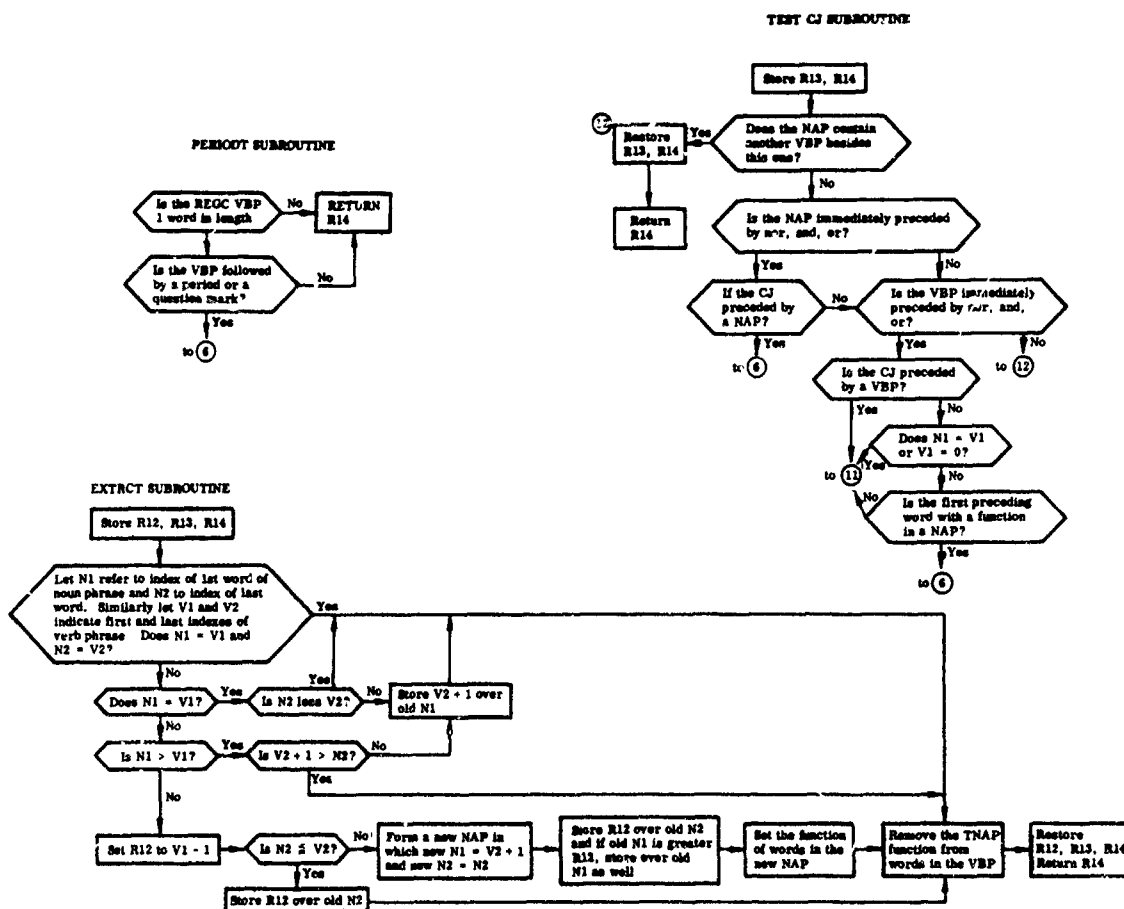 TEST CJ SUBROUTINE
Store R13, R14
12
Restore
R13, R14
Yes
Does the NAP contain
another VBP besides
this one?
No
Return
R14
Is the NAP immediately preceded
by nor, and, or?
Yes
No
If the CJ
preceded by
a NAP?
No
Is the VBP immediately
preceded by nor, and,
or?
Yes
to 6
Yes
No
to 12
Is the CJ preceded
by a VBP?
Yes
No
Does N1 = V1
or V1 = 0?
Yes
to 11
No
No
Is the first preceding
word with a function
in a NAP?
Yes
to 6
PERIODT SUBROUTINE
Is the REGC VBP
1 word in length
No
RETURN
R14
Is the VBP followed
by a period or a
question mark?
No
Yes
to 6
EXTRCT SUBROUTINE
Store R12, R13, R14
Let N1 refer to index of 1st word of
noun phrase and N2 to index of last
word. Similarly let V1 and V2
indicate first and last indexes of
verb phrase Does N1 = V1 and
N2 = V2?
Yes
No
Does N1 = V1?
Yes
Is N2 less V2?
Yes
No
Store V2 + 1 over
old N1
No
Is N1 > V1?
Yes
Is V2 + 1 > N2?
No
Yes
No
Set R12 to V1 - 1
Is N2 ≤ V2?
No
Form a new NAP in
which new N1 = V2 + 1
and new N2 = N2
Store R12 over old N2
and if old N1 is greater
R12, store over old
N1 as well
Set the function
of words in the
new NAP
Remove the TNAP
function from
words in the VBP
Restore
R12, R13, R14
Return R14
Yes
Store R12 over old N2